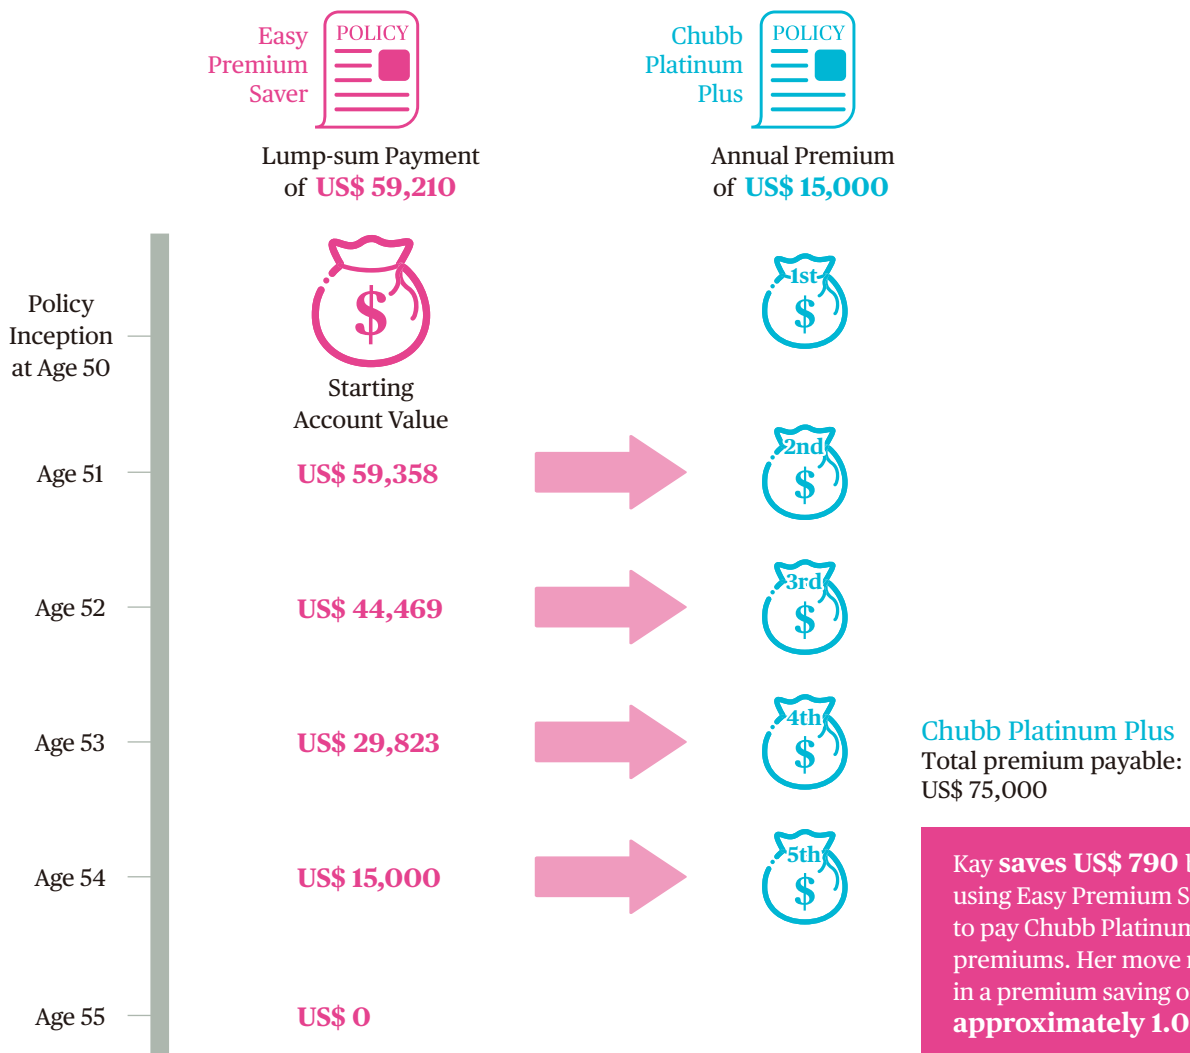 Easy
Premium
Saver
POLICY
Lump-sum Payment
of US$ 59,210
Chubb
Platinum
Plus
POLICY
Annual Premium
of US$ 15,000
Policy
Inception
at Age 50
$
Starting
Account Value
1st
$
Age 51
US$ 59,358
2nd
$
Age 52
US$ 44,469
3rd
$
Age 53
US$ 29,823
4th
$
Age 54
US$ 15,000
5th
$
Age 55
US$ 0
Chubb Platinum Plus
Total premium payable:
US$ 75,000
Kay saves US$ 790
using Easy Premium
to pay Chubb
premiums. Her move
in a premium saving
approximately 1.0